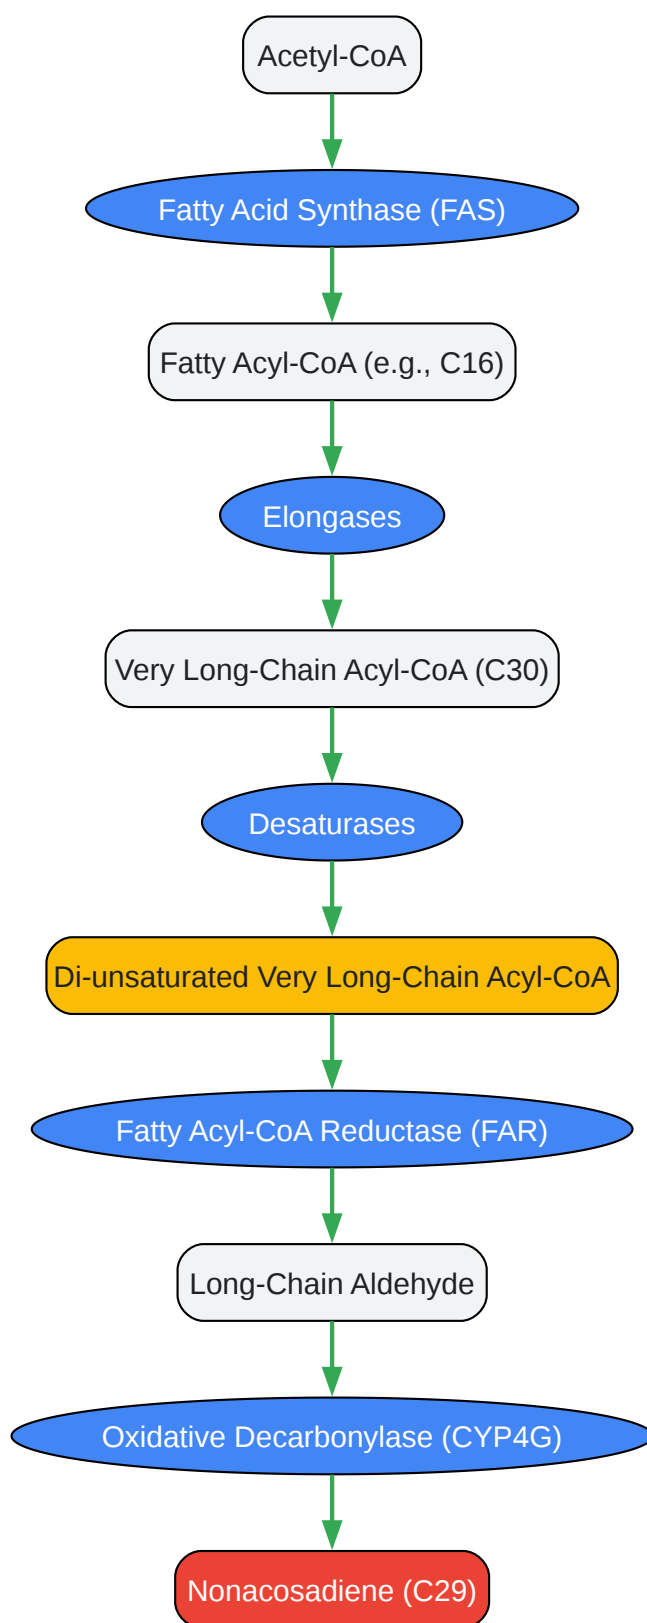 Acetyl-CoA
Fatty Acid Synthase (FAS)
Fatty Acyl-CoA (e.g., C16)
Elongases
Very Long-Chain Acyl-CoA (C30)
Desaturases
Di-unsaturated Very Long-Chain Acyl-CoA
Fatty Acyl-CoA Reductase (FAR)
Long-Chain Aldehyde
Oxidative Decarbonylase (CYP4G)
Nonacosadiene (C29)